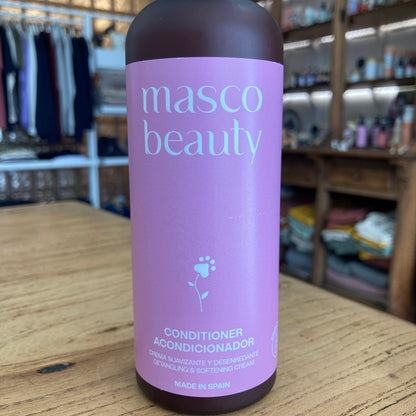 masco
beauty
CONDITIONER
ACONDICIONADOR
CREMA SUAVIZANTE Y DESENREDANTE
DETANGLING & SOFTENING CREAM
MADE IN SPAIN